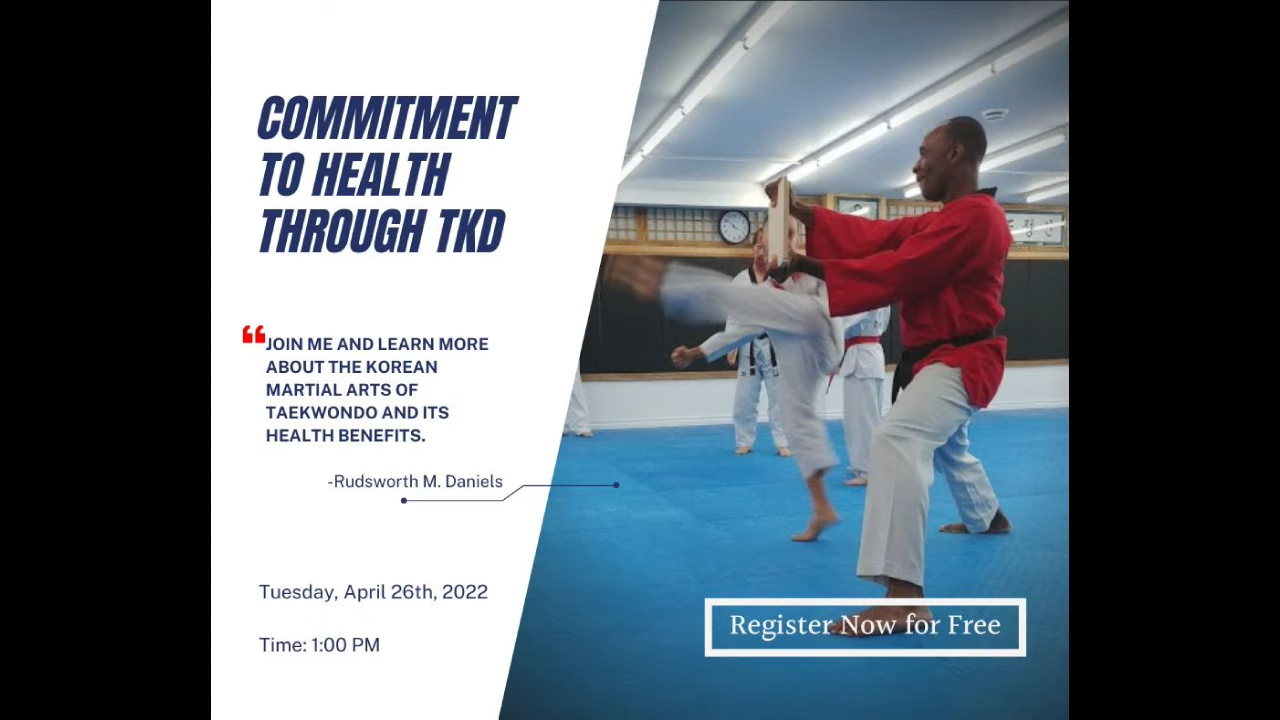 COMMITMENT
TO HEALTH
THROUGH TKD
❝JOIN ME AND LEARN MORE
ABOUT THE KOREAN
MARTIAL ARTS OF
TAEKWONDO AND ITS
HEALTH BENEFITS.
-Rudsworth M. Daniels
Tuesday, April 26th, 2022
Time: 1:00 PM
Register Now for Free